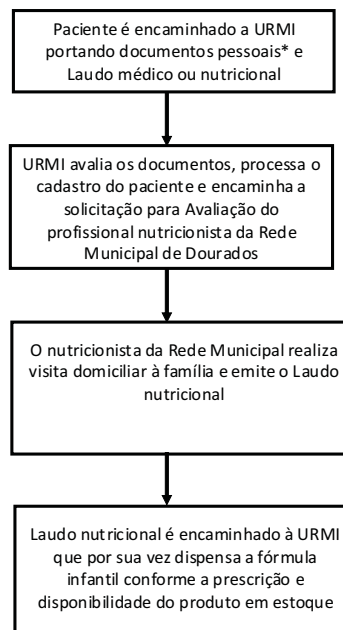 Paciente é encaminhado a URMI
portando documentos pessoais* e
Laudo médico ou nutricional
URMI avalia os documentos, processa o
cadastro do paciente e encaminha a
solicitação para Avaliação do
profissional nutricionista da Rede
Municipal de Dourados
O nutricionista da Rede Municipal realiza
visita domiciliar à família e emite o Laudo
nutricional
Laudo nutricional é encaminhado à URMI
que por sua vez dispensa a fórmula
infantil conforme a prescrição e
disponibilidade do produto em estoque